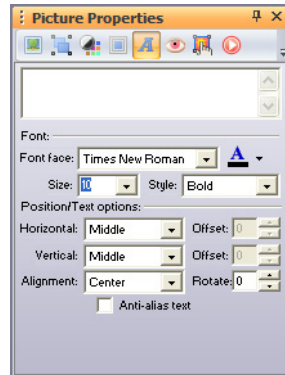 Picture Properties
A
Font:
Font face: Times New Roman A
Size: 10 Style: Bold
Position/Text options:
Horizontal: Middle Offset: 0
Vertical: Middle Offset: 0
Alignment: Center Rotate: 0
Anti-alias text